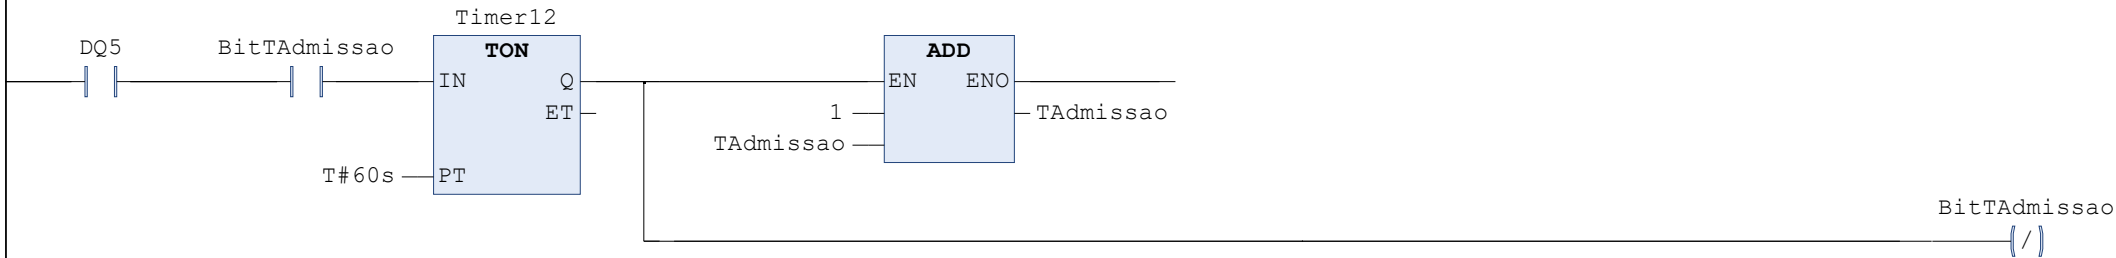 Timer12
DQ5 BitTAdmissao TON ADD
IN Q EN ENO
ET 1 TAdmissao
TAdmissao
T#60s PT
BitTAdmissao
/